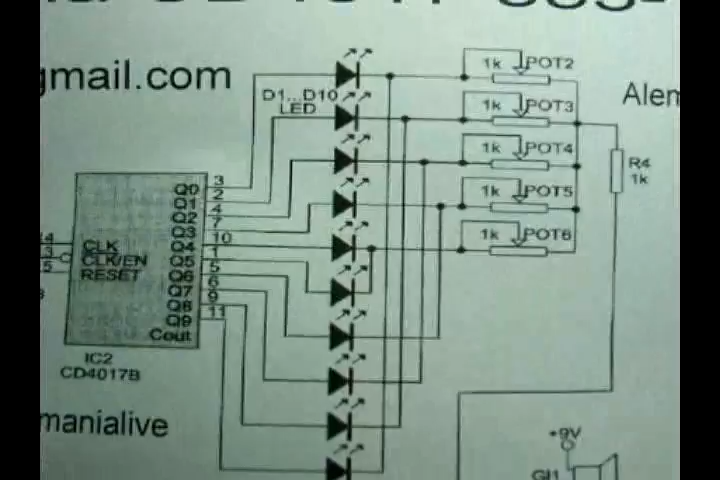 gmail.com
1k POT2
Alem
D1...D10
LED
1k POT3
1k POT4
R4
1k
1k POT5
1k POT6
3
Q0
2
Q1
4
Q2
7
Q3
10
CLK
Q4
1
CLK/EN
Q5
5
RESET
Q6
6
Q7
9
Q8
11
Q9
Cout
IC2
CD4017B
manialive
+9V